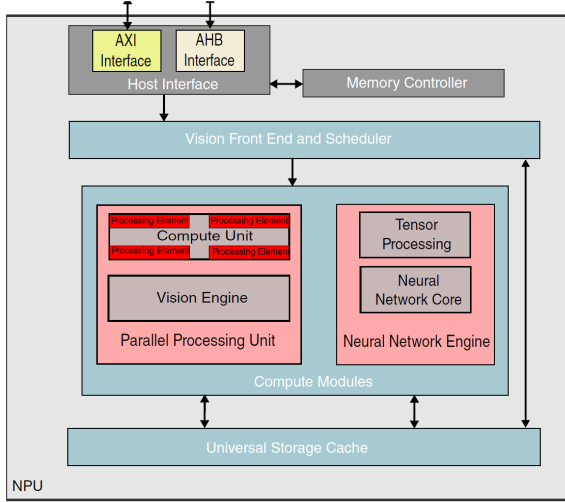 AXI
Interface
AHB
Interface
Host Interface
Memory Controller
Vision Front End and Scheduler
Processing Element
Processing Element
Compute Unit
Processing Element
Processing Element
Vision Engine
Parallel Processing Unit
Tensor
Processing
Neural
Network Core
Neural Network Engine
Compute Modules
Universal Storage Cache
NPU